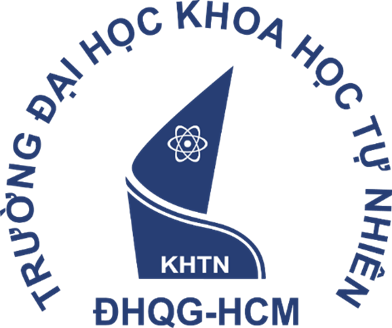 TRƯỜNG ĐẠI HỌC KHOA HỌC TỰ NHIÊN
KHTN
ĐHQG-HCM